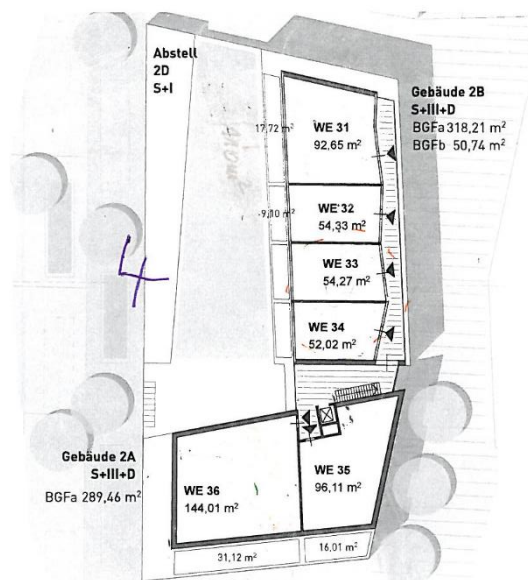 Abstell
2D
S+I
Gebäude 2B
S+III+D
BGFa 318,21 m²
BGFb 50,74 m²
17,72 m²
WE 31
92,65 m²
9,10 m²
WE 32
54,33 m²
WE 33
54,27 m²
WE 34
52,02 m²
4
Gebäude 2A
S+III+D
BGFa 289,46 m²
WE 35
96,11 m²
WE 36
144,01 m²
31,12 m²
16,01 m²